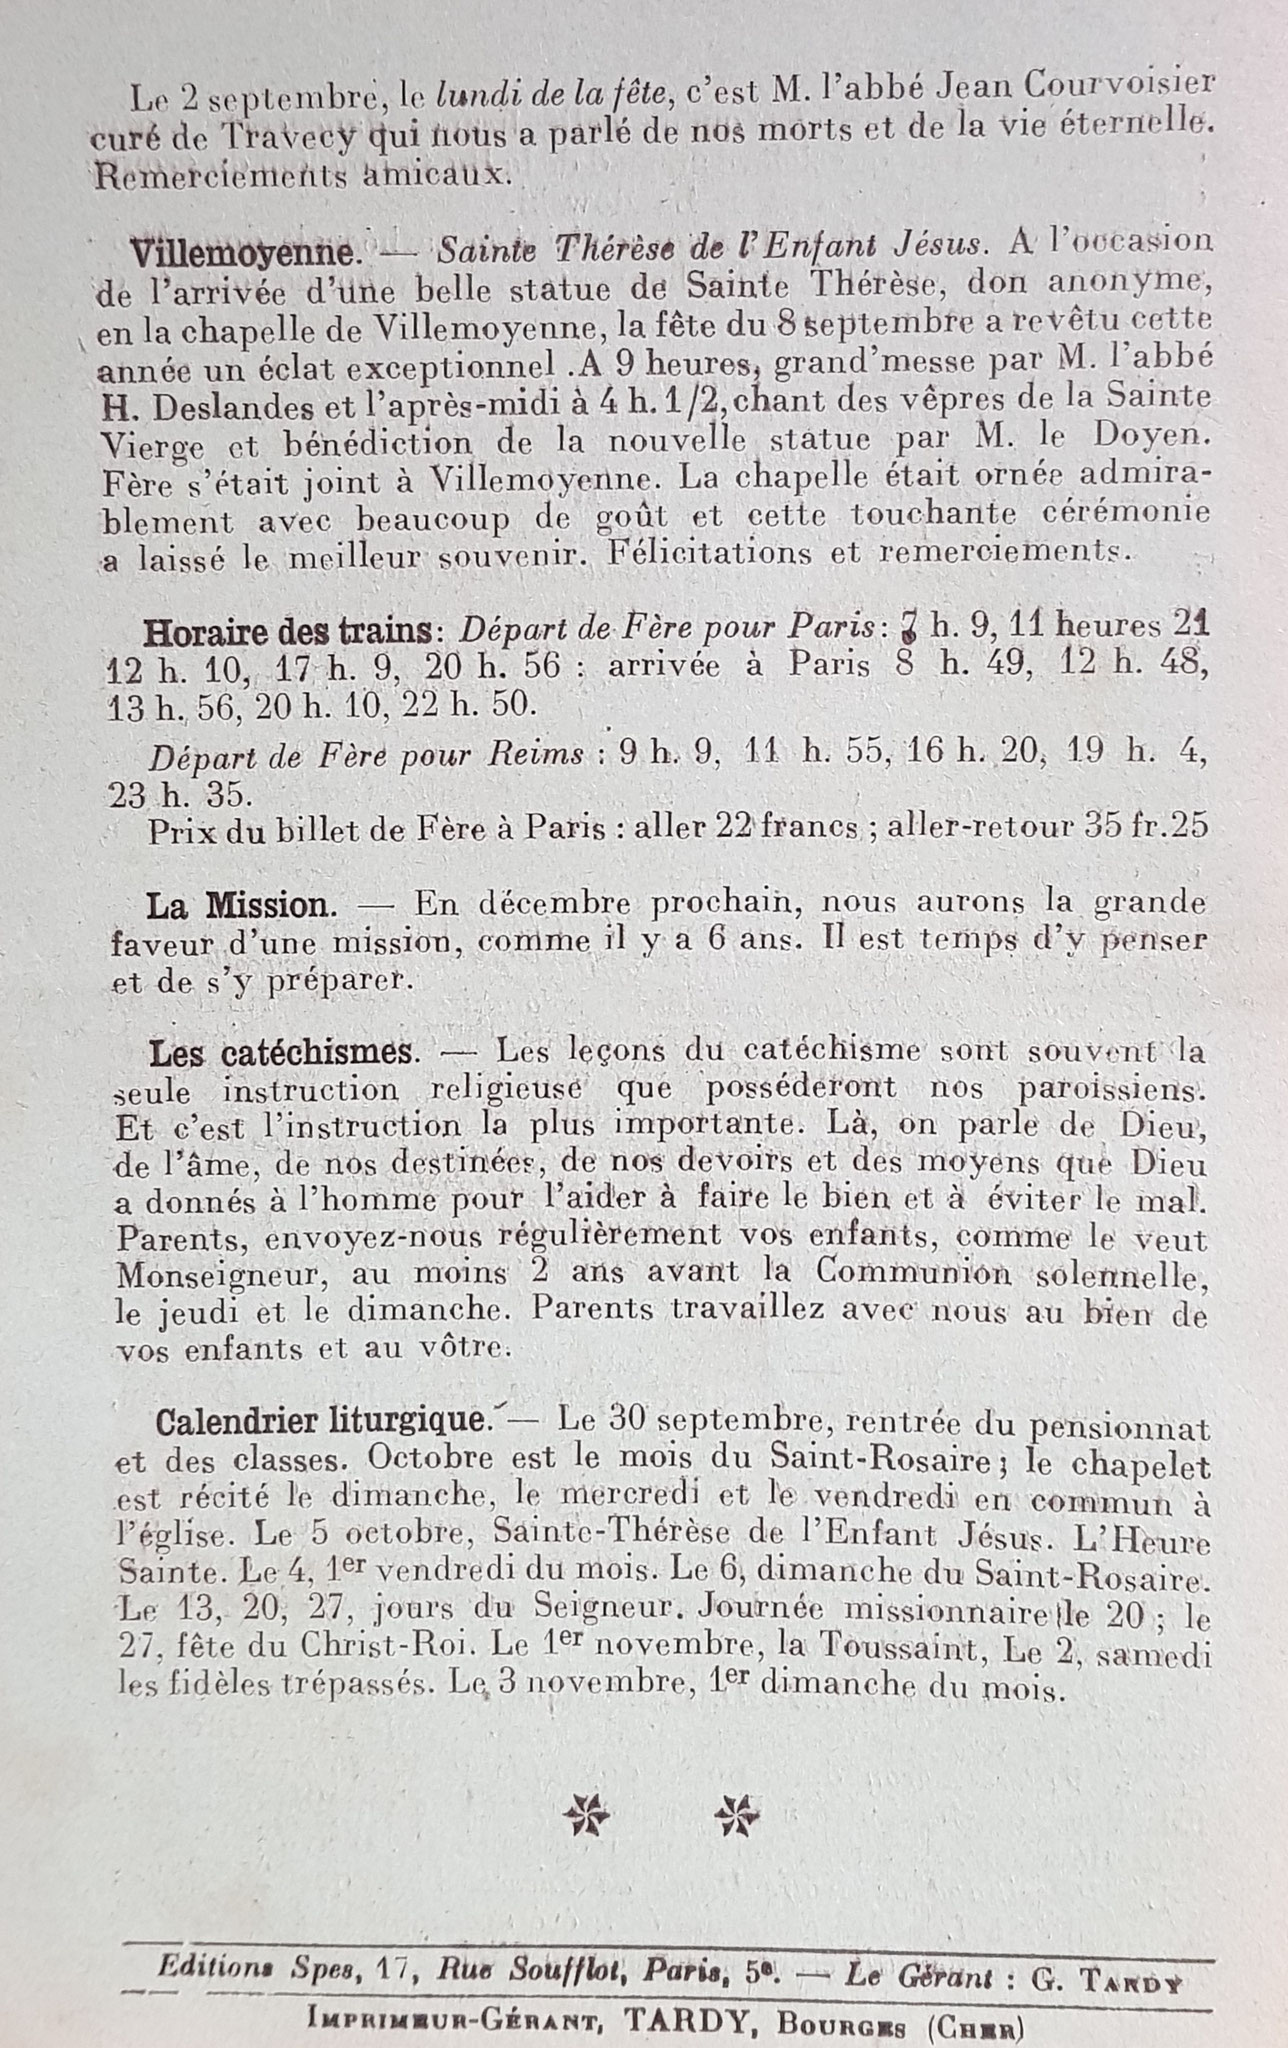 Le 2 septembre, le lundi de la fête, c'est M. l'abbé Jean Courvoisier
curé de Travecy qui nous a parlé de nos morts et de la vie éternelle.
Remerciements amicaux.
Villemoyenne. — Sainte Thérèse de l'Enfant Jésus. A l'occasion
de l'arrivée d'une belle statue de Sainte Thérèse, don anonyme,
en la chapelle de Villemoyenne, la fête du 8 septembre a revêtu cette
année un éclat exceptionnel .A 9 heures, grand'messe par M. l'abbé
H. Deslandes et l'après-midi à 4 h. 1/2, chant des vêpres de la Sainte
Vierge et bénédiction de la nouvelle statue par M. le Doyen.
Fère s'était joint à Villemoyenne. La chapelle était ornée admira-
blement avec beaucoup de goût et cette touchante cérémonie
a laissé le meilleur souvenir. Félicitations et remerciements.
Horaire des trains: Départ de Fère pour Paris: 7 h. 9, 11 heures 21
12 h. 10, 17 h. 9, 20 h. 56 : arrivée à Paris 8 h. 49, 12 h. 48,
13 h. 56, 20 h. 10, 22 h. 50.
Départ de Fère pour Reims : 9 h. 9, 11 h. 55, 16 h. 20, 19 h. 4,
23 h. 35.
Prix du billet de Fère à Paris : aller 22 francs ; aller-retour 35 fr.25
La Mission. — En décembre prochain, nous aurons la grande
faveur d'une mission, comme il y a 6 ans. Il est temps d'y penser
et de s'y préparer.
Les catéchismes. — Les leçons du catéchisme sont souvent la
seule instruction religieuse que posséderont nos paroissiens.
Et c'est l'instruction la plus importante. Là, on parle de Dieu,
de l'âme, de nos destinées, de nos devoirs et des moyens que Dieu
a donnés à l'homme pour l'aider à faire le bien et à éviter le mal.
Parents, envoyez-nous régulièrement vos enfants, comme le veut
Monseigneur, au moins 2 ans avant la Communion solennelle,
le jeudi et le dimanche. Parents travaillez avec nous au bien de
vos enfants et au vôtre.
Calendrier liturgique. — Le 30 septembre, rentrée du pensionnat
et des classes. Octobre est le mois du Saint-Rosaire ; le chapelet
est récité le dimanche, le mercredi et le vendredi en commun à
l'église. Le 5 octobre, Sainte-Thérèse de l'Enfant Jésus. L'Heure
Sainte. Le 4, 1er vendredi du mois. Le 6, dimanche du Saint-Rosaire.
Le 13, 20, 27, jours du Seigneur. Journée missionnaire le 20 ; le
27, fête du Christ-Roi. Le 1er novembre, la Toussaint, Le 2, samedi
les fidèles trépassés. Le 3 novembre, 1er dimanche du mois.
Editions Spes, 17, Rue Soufflot, Paris, 5e. — Le Gérant : G. TARDY
IMPRIMEUR-GÉRANT, TARDY, BOURGES (CHER)